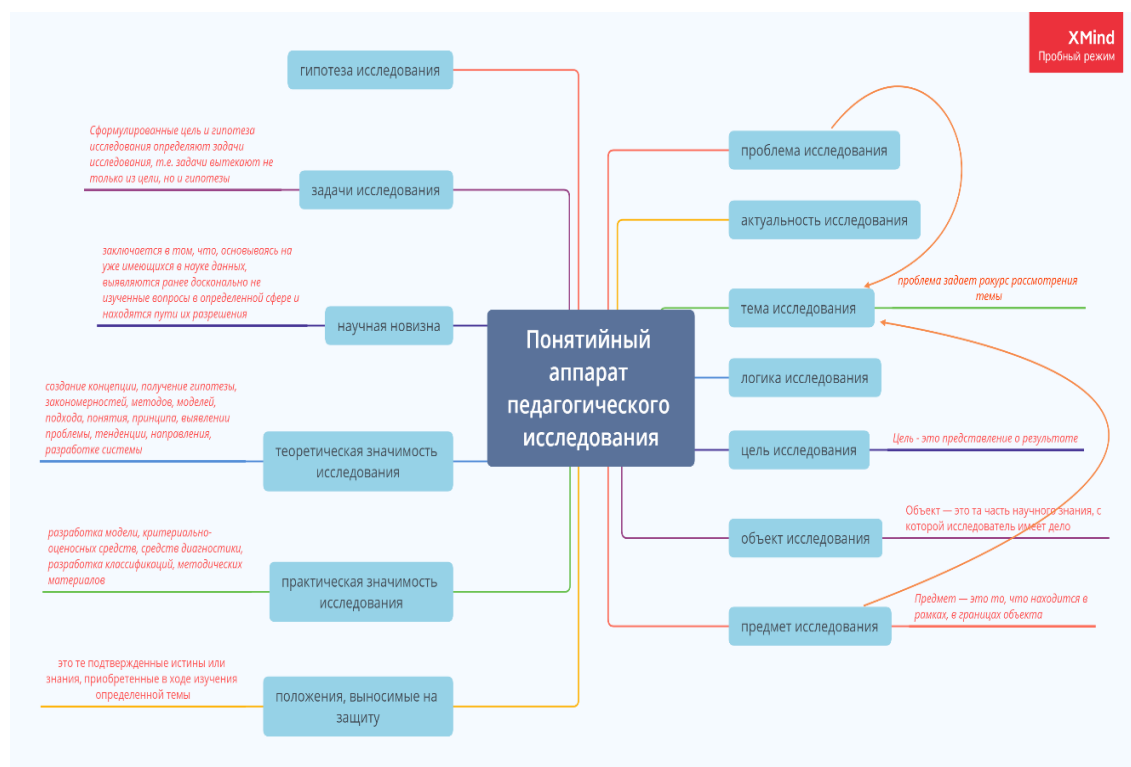 XMind
Пробный режим
Понятийный
аппарат
педагогического
исследования
проблема исследования
актуальность исследования
тема исследования
проблема задает ракурс рассмотрения
темы
логика исследования
цель исследования
Цель - это представление о результате
объект исследования
Объект — это та часть научного знания, с
которой исследователь имеет дело
предмет исследования
Предмет — это то, что находится в
рамках, в границах объекта
гипотеза исследования
Сформулированные цель и гипотеза
исследования определяют задачи
исследования, т.е. задачи вытекают не
только из цели, но и гипотезы
задачи исследования
заключается в том, что, основываясь на
уже имеющихся в науке данных,
выявляются ранее досконально не
изученные вопросы в определенной сфере и
находятся пути их разрешения
научная новизна
создание концепции, получение гипотезы,
закономерностей, методов, моделей,
подхода, понятия, принципа, выявлении
проблемы, тенденции, направления,
разработке системы
теоретическая значимость
исследования
разработка модели, критериально-
оценосных средств, средств диагностики,
разработка классификаций, методических
материалов
практическая значимость
исследования
это те подтвержденные истины или
знания, приобретенные в ходе изучения
определенной темы
положения, выносимые на
защиту